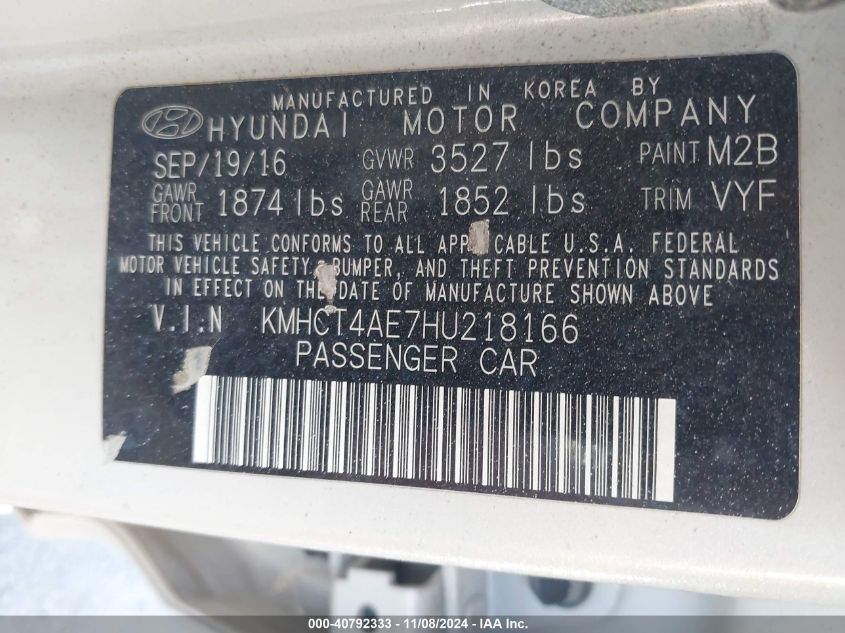 MANUFACTURED IN KOREA BY
HYUNDAI MOTOR COMPANY
SEP/19/16 GVWR 3527 lbs PAINT M2B
GAWR FRONT 1874 lbs GAWR REAR 1852 lbs TRIM VYF
THIS VEHICLE CONFORMS TO ALL APP CABLE U.S.A. FEDERAL
MOTOR VEHICLE SAFETY, BUMPER, AND THEFT PREVENTION STANDARDS
IN EFFECT ON THE DATE OF MANUFACTURE SHOWN ABOVE
V.I.N KMHCT4AE7HU218166
PASSENGER CAR
000-40792333 - 11/08/2024 - IAA Inc.